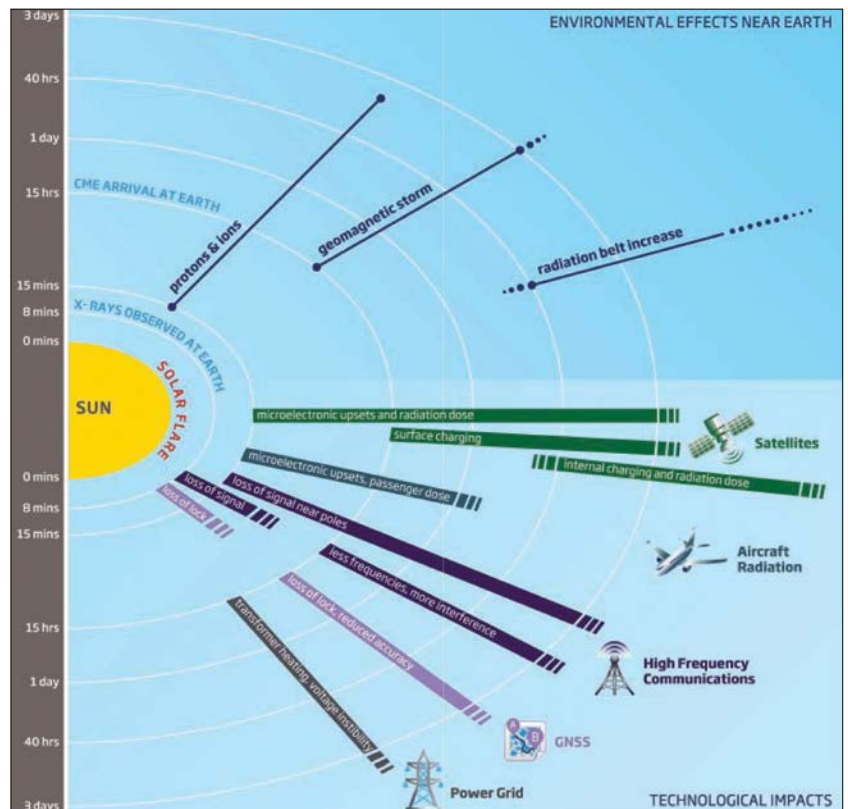 ENVIRONMENTAL EFFECTS NEAR EARTH
3 days
40 hrs
1 day
15 hrs
15 mins
8 mins
0 mins
CME ARRIVAL AT EARTH
X- RAYS OBSERVED AT EARTH
protons & ions
geomagnetic storm
radiation belt increase
SUN
SOLAR FLARE
microelectronic upsets and radiation dose
surface charging
internal charging and radiation dose
Satellites
microelectronic upsets, passenger dose
Aircraft
Radiation
loss of signal near poles
loss of signal
less frequencies, more interference
High Frequency
Communications
loss of lock
loss of lock, reduced accuracy
A
B
GNSS
transformer heating, voltage instibility
Power Grid
0 mins
8 mins
15 mins
15 hrs
1 day
40 hrs
3 days
TECHNOLOGICAL IMPACTS